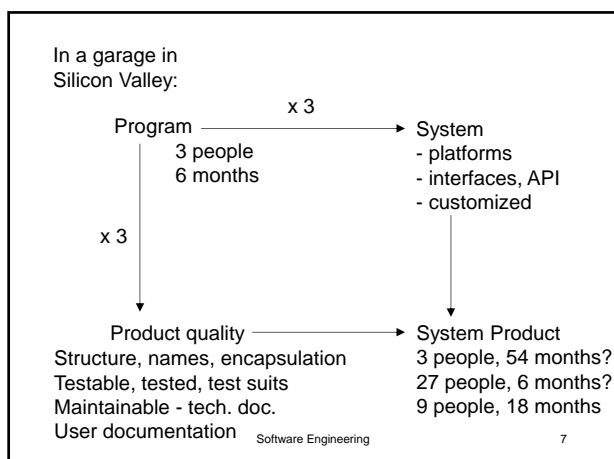 In a garage in
Silicon Valley:
x 3
Program
3 people
6 months
System
- platforms
- interfaces, API
- customized
x 3
Product quality
Structure, names, encapsulation
Testable, tested, test suits
Maintainable - tech. doc.
User documentation
System Product
3 people, 54 months?
27 people, 6 months?
9 people, 18 months
Software Engineering
7